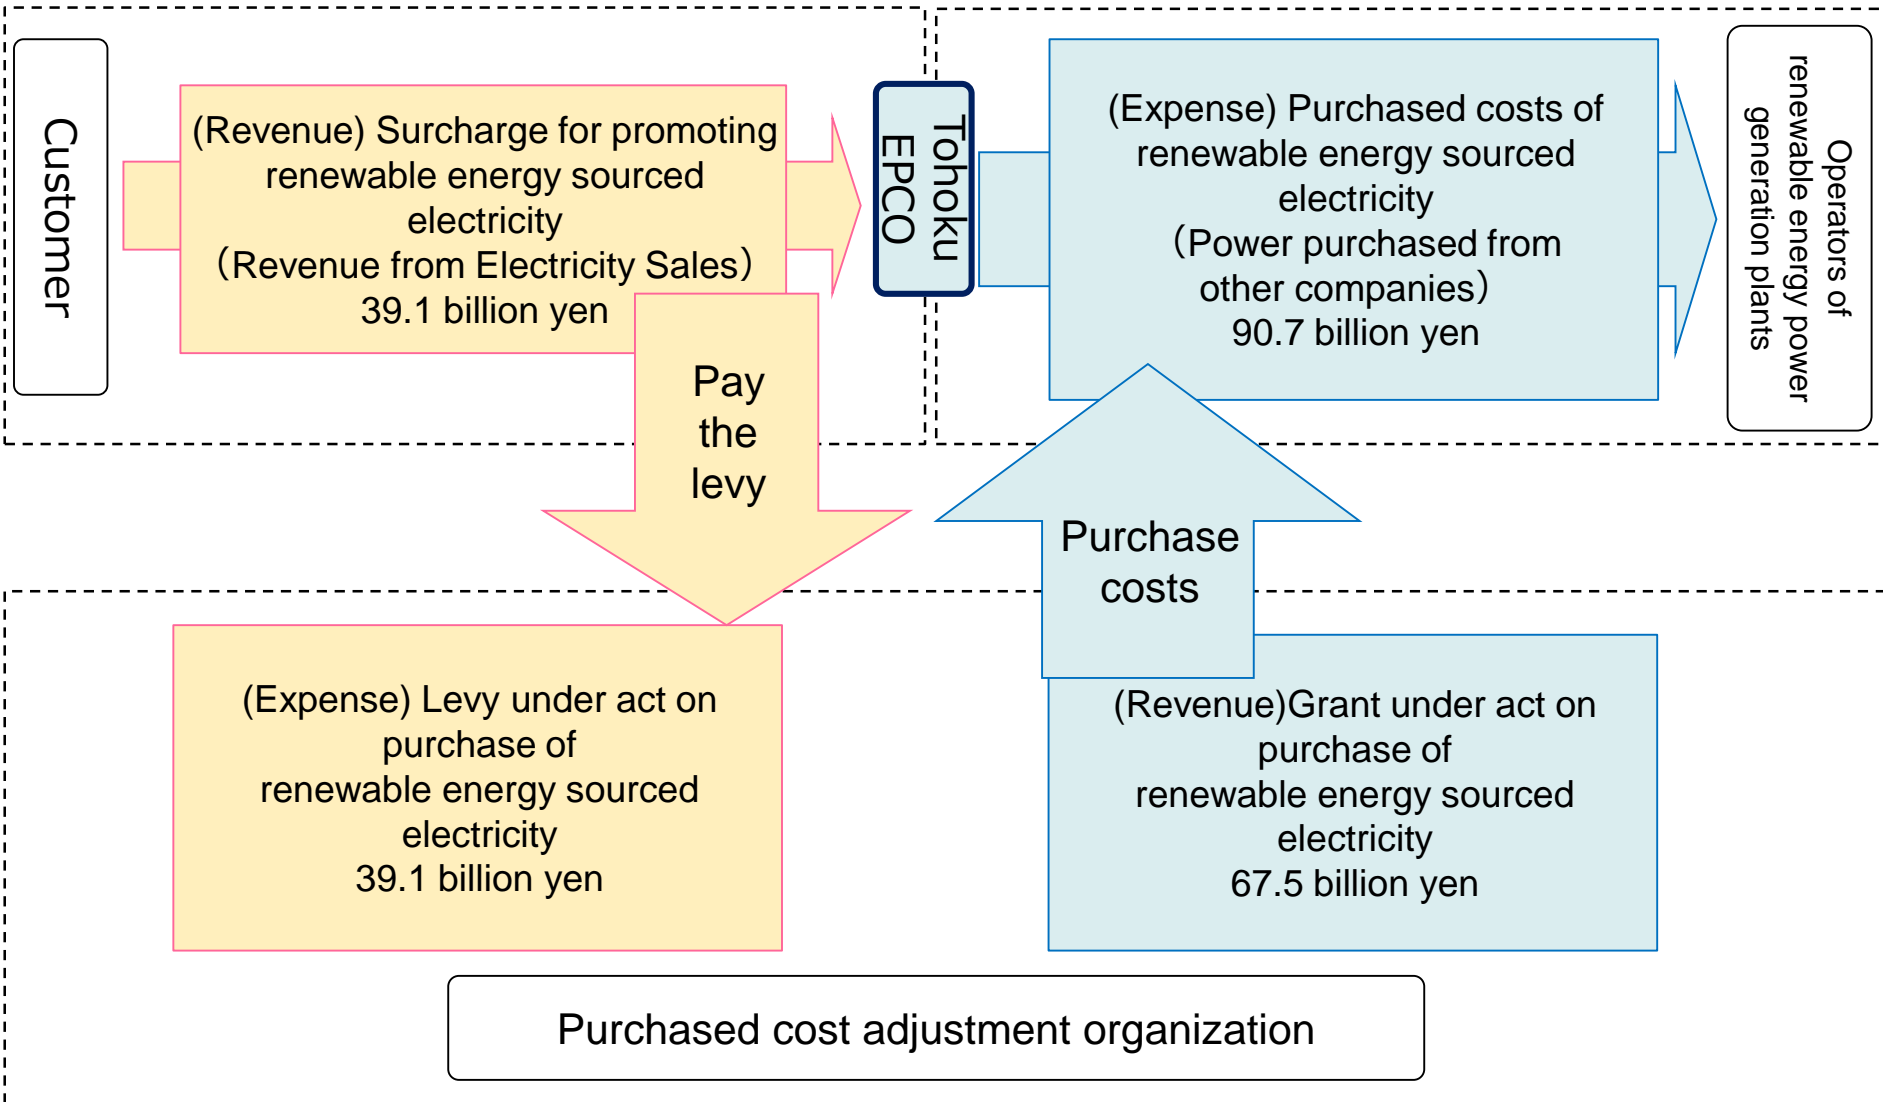 Customer
(Revenue) Surcharge for promoting
renewable energy sourced
electricity
（Revenue from Electricity Sales）
39.1 billion yen
Tohoku
EPCO
(Expense) Purchased costs of
renewable energy sourced
electricity
（Power purchased from
other companies）
90.7 billion yen
Operators of
renewable energy power
generation plants
Pay
the
levy
Purchase
costs
(Expense) Levy under act on
purchase of
renewable energy sourced
electricity
39.1 billion yen
(Revenue)Grant under act on
purchase of
renewable energy sourced
electricity
67.5 billion yen
Purchased cost adjustment organization